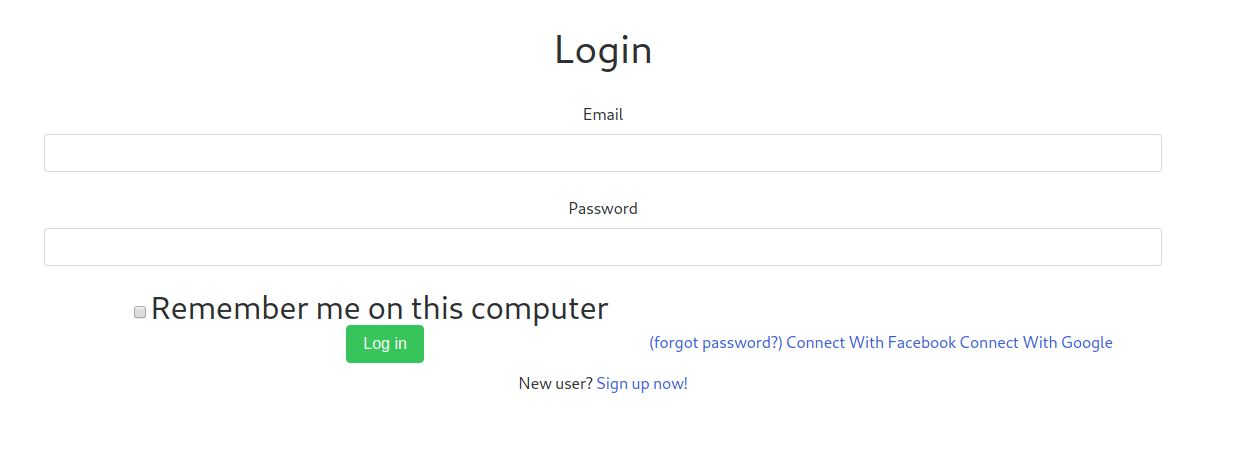 Login
Email
Password
Remember me on this computer
Log in (forgot password?) Connect With Facebook Connect With Google
New user? Sign up now!